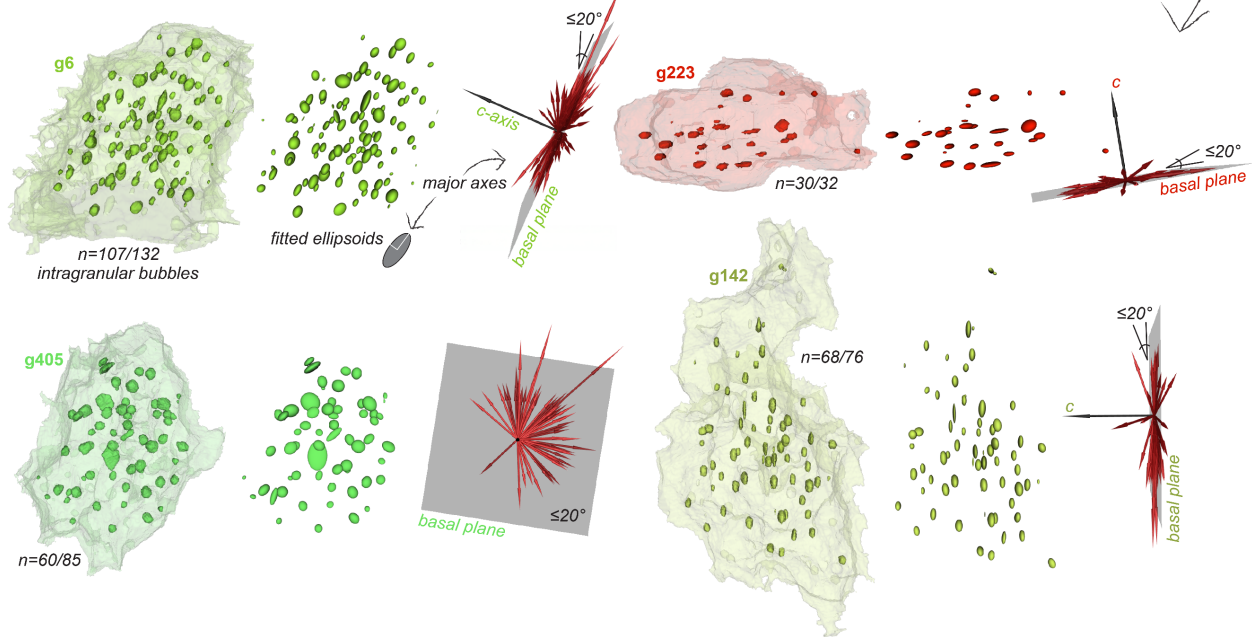 g6
≤20°
c-axis
major axes
basal plane
fitted ellipsoids
n=107/132
intragranular bubbles
g223
n=30/32
c
≤20°
basal plane
g405
n=60/85
≤20°
basal plane
g142
n=68/76
≤20°
c
basal plane